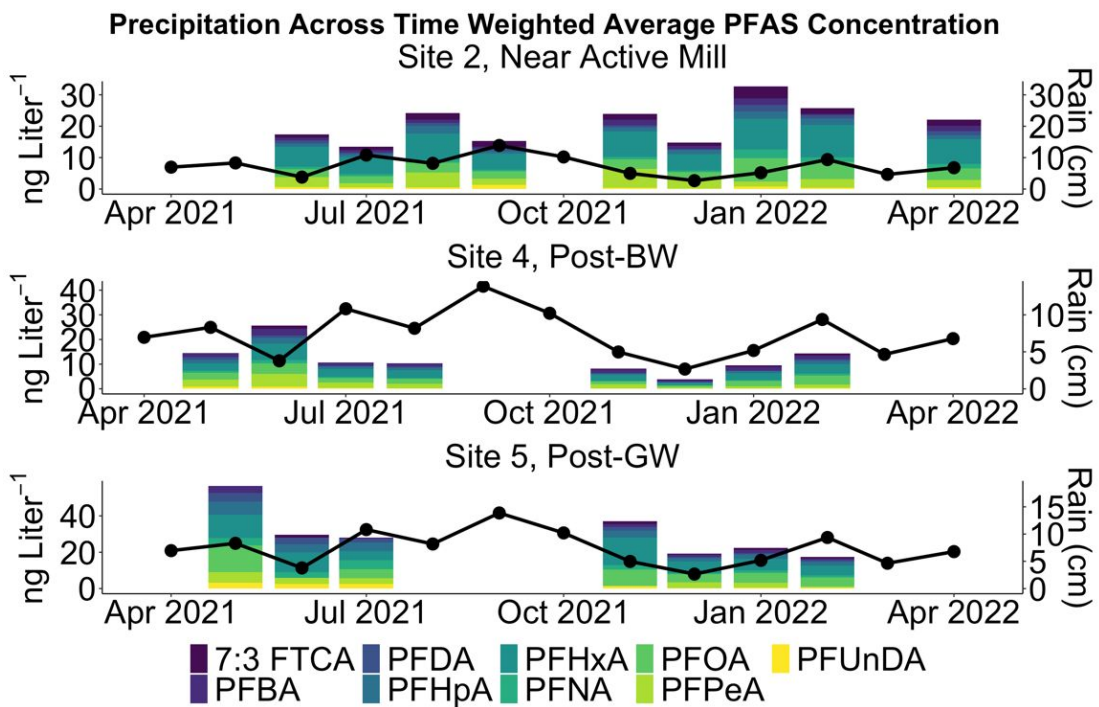 Precipitation Across Time Weighted Average PFAS Concentration
Site 2, Near Active Mill
ng Liter⁻¹
30
20
10
0
30
20
10
0
Rain (cm)
Apr 2021 Jul 2021 Oct 2021 Jan 2022 Apr 2022
Site 4, Post-BW
ng Liter⁻¹
40
30
20
10
0
10
5
0
Rain (cm)
Apr 2021 Jul 2021 Oct 2021 Jan 2022 Apr 2022
Site 5, Post-GW
ng Liter⁻¹
40
20
0
15
10
5
0
Rain (cm)
Apr 2021 Jul 2021 Oct 2021 Jan 2022 Apr 2022
7:3 FTCA PFDA PFHxA PFOA PFUnDA
PFBA PFHpA PFNA PFPeA